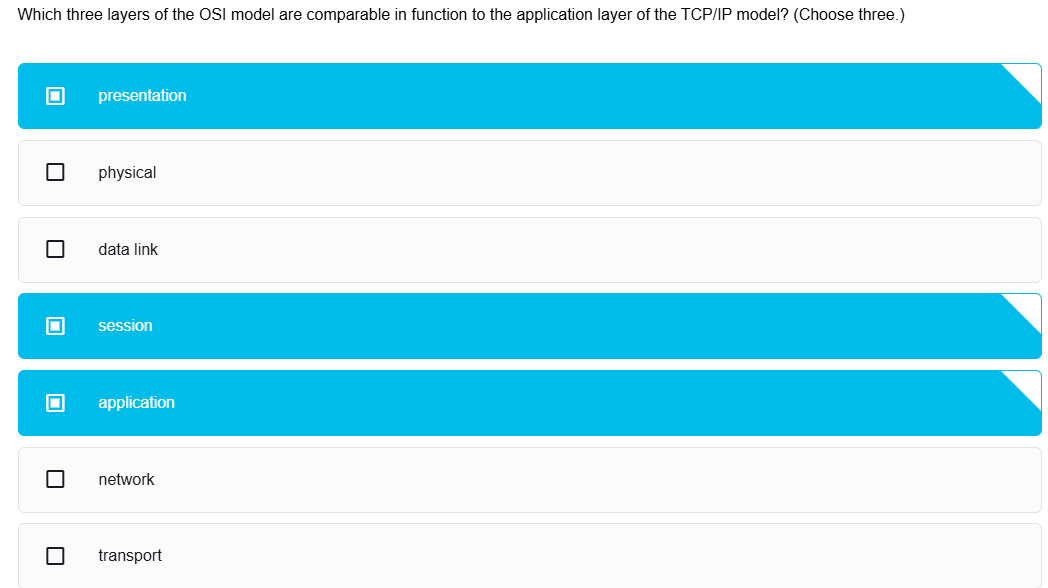 Which three layers of the OSI model are comparable in function to the application layer of the TCP/IP model? (Choose three.)
presentation
physical
data link
session
application
network
transport